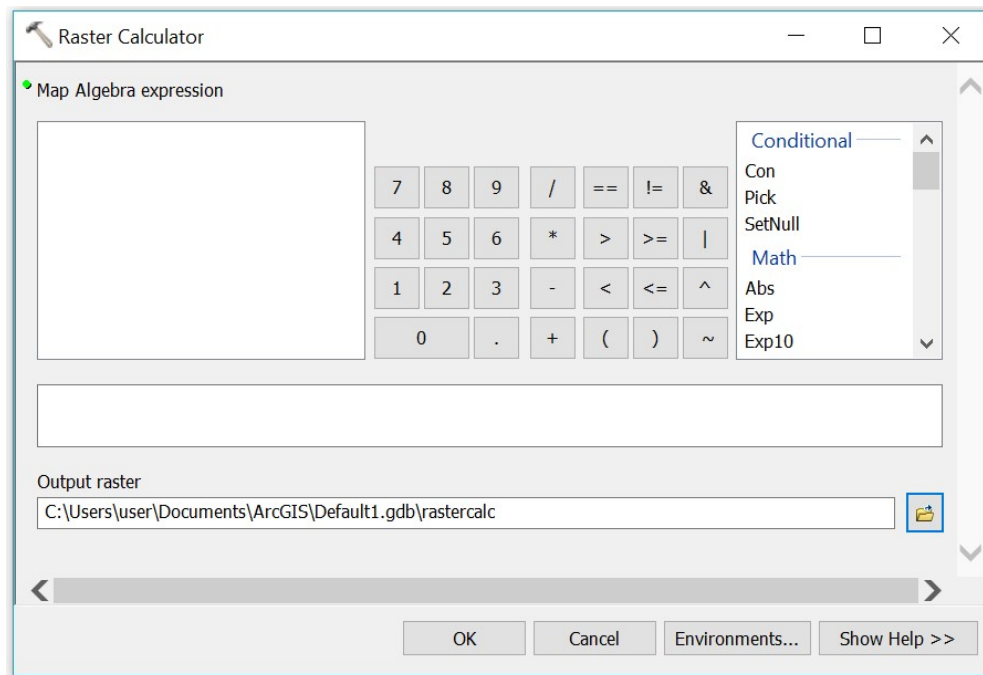 Raster Calculator
Map Algebra expression
7 8 9 / == != &
4 5 6 * > >= |
1 2 3 - < <= ^
0 . + ( ) ~
Conditional
Con
Pick
SetNull
Math
Abs
Exp
Exp10
Output raster
C:\Users\user\Documents\ArcGIS\Default1.gdb\rastercalc
OK Cancel Environments... Show Help >>